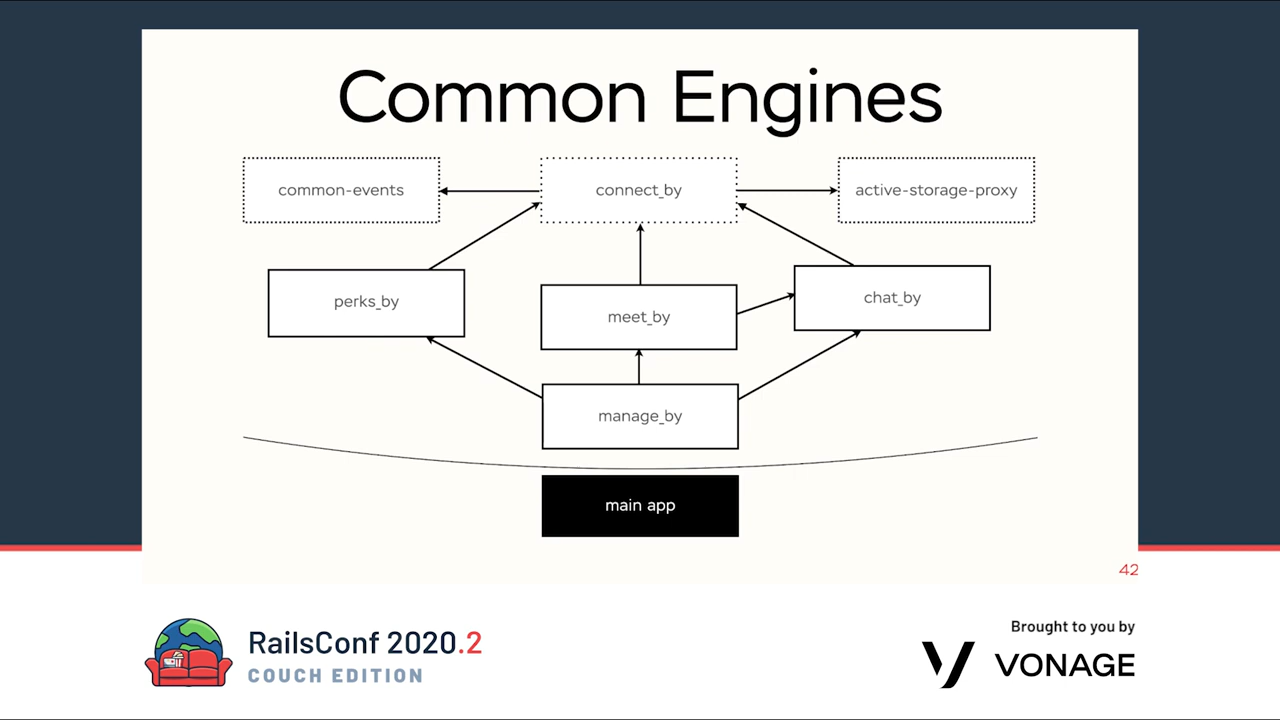 Common Engines
common-events
connect_by
active-storage-proxy
perks_by
meet_by
chat_by
manage_by
main app
42
RailsConf 2020.2
COUCH EDITION
Brought to you by
VONAGE